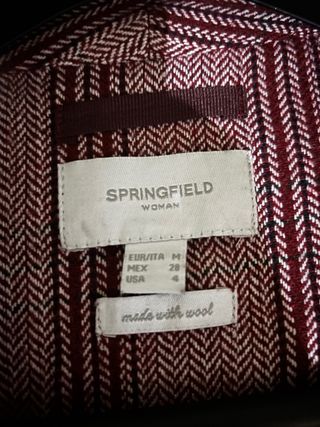 SPRINGFIELD
WOMAN
EUR/ITA M
MEX 28
USA 4
made with wool